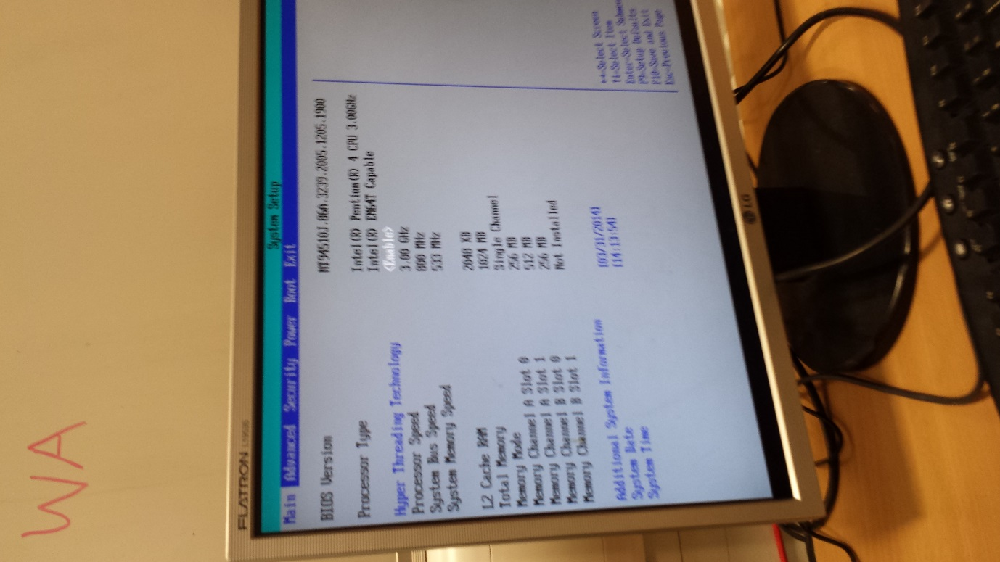 WA
FLATRON
System Setup
Main Advanced Security Power Boot Exit
BIOS Version MT94510J.86A.3239.2005.1205.1900
Processor Type Intel(R) Pentium(R) 4 CPU 3.00GHz
Intel(R) EM64T Capable
Hyper Threading Technology <Enable>
Processor Speed 3.00 GHz
System Bus Speed 800 MHz
System Memory Speed 533 MHz
L2 Cache RAM 2048 KB
Total Memory 1024 MB
Memory Mode Single Channel
Memory Channel A Slot 0 256 MB
Memory Channel A Slot 1 512 MB
Memory Channel B Slot 0 256 MB
Memory Channel B Slot 1 Not Installed
Additional System Information
System Date [03/31/2014]
System Time [14:13:54]
↔=Select Screen
↑↓=Select Item
Enter=Select Submenu
F9=Setup Defaults
F10=Save and Exit
Esc=Previous Page
LG